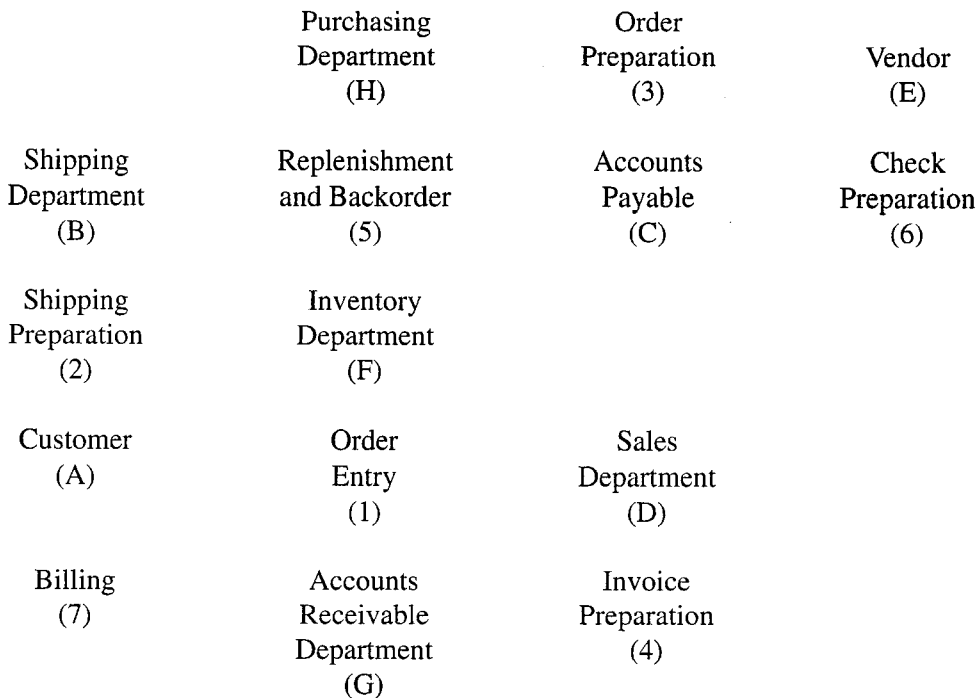 Purchasing
Department
(H)
Order
Preparation
(3)
Vendor
(E)
Shipping
Department
(B)
Replenishment
and Backorder
(5)
Accounts
Payable
(C)
Check
Preparation
(6)
Shipping
Preparation
(2)
Inventory
Department
(F)
Customer
(A)
Order
Entry
(1)
Sales
Department
(D)
Billing
(7)
Accounts
Receivable
Department
(G)
Invoice
Preparation
(4)